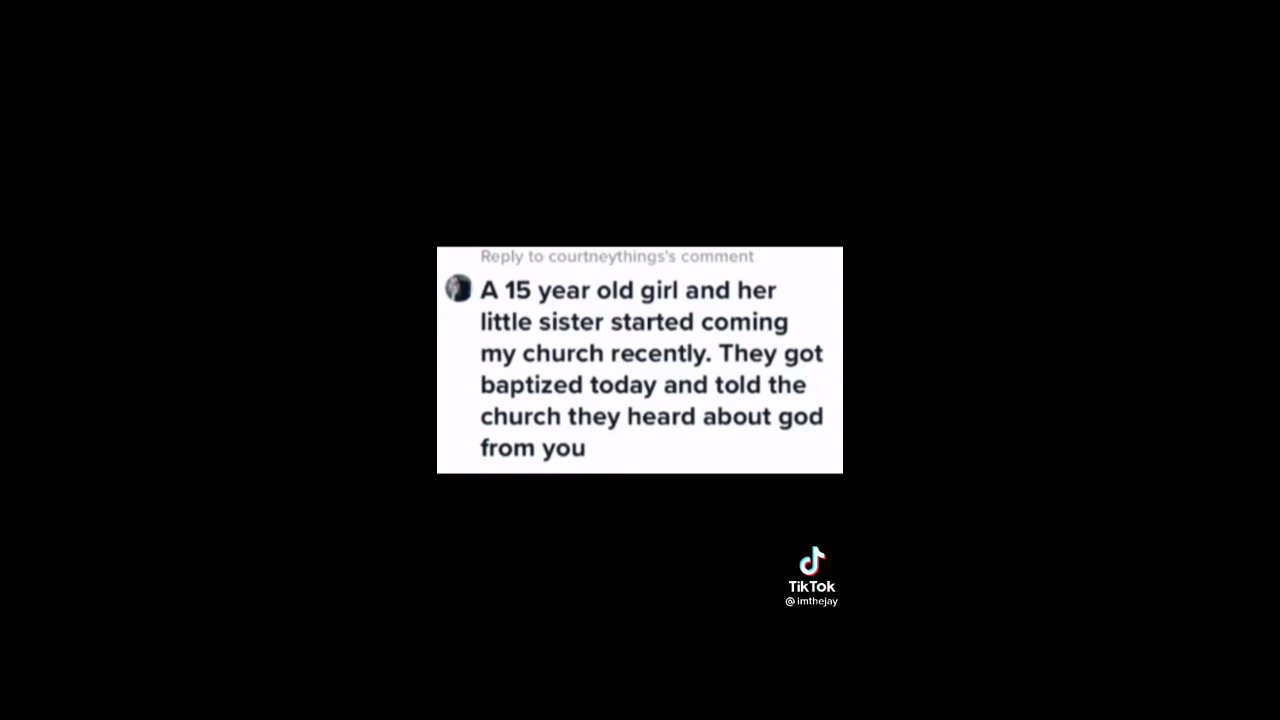 Reply to courtneythings's comment
A 15 year old girl and her
little sister started coming
my church recently. They got
baptized today and told the
church they heard about god
from you
TikTok
@imthejay